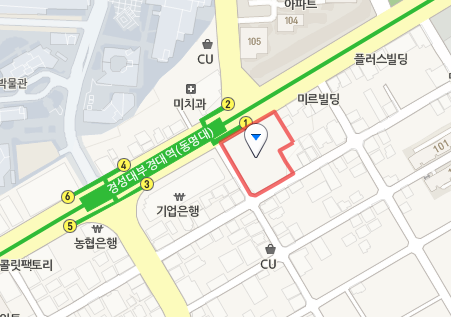 아파트
104
105
CU
박물관
플러스빌딩
미치과
미르빌딩
2
1
경성대부경대역(동명대)
4
3
6
5
101
기업은행
농협은행
CU
콜릿팩토리